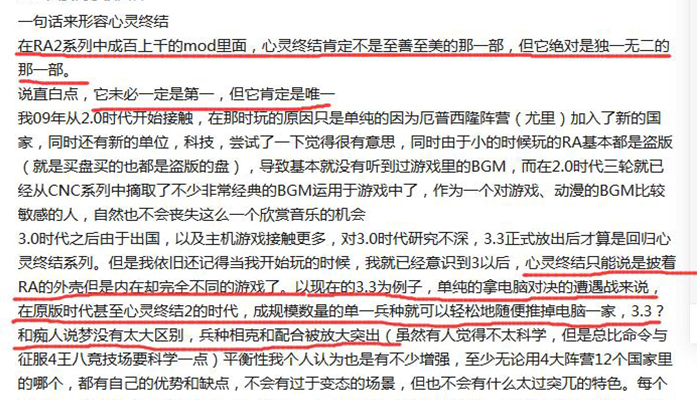 一句话来形容心灵终结
在RA2系列中成百上千的mod里面，心灵终结肯定不是至善至美的那一部，但它绝对是独一无二的
那一部。
说直白点，它未必一定是第一，但它肯定是唯一
我09年从2.0时代开始接触，在那时玩的原因只是单纯的因为厄普西隆阵营（尤里）加入了新的国
家，同时还有新的单位，科技，尝试了一下觉得很有意思，同时由于小的时候玩的RA基本都是盗版
（就是买盘买的也都是盗版的盘），导致基本就没有听到过游戏里的BGM，而在2.0时代三轮就已
经从CNC系列中摘取了不少非常经典的BGM运用于游戏中了，作为一个对游戏、动漫的BGM比较
敏感的人，自然也不会丧失这么一个欣赏音乐的机会
3.0时代之后由于出国，以及主机游戏接触更多，对3.0时代研究不深，3.3正式放出后才算是回归心
灵终结系列。但是我依旧还记得当我开始玩的时候，我就已经意识到3以后，心灵终结只能说是披着
RA的外壳但是内在却完全不同的游戏了。以现在的3.3为例子，单纯的拿电脑对决的遭遇战来说，
在原版时代甚至心灵终结2的时代，成规模数量的单一兵种就可以轻松地随便推掉电脑一家，3.3？
和痴人说梦没有太大区别，兵种相克和配合被放大突出（虽然有人觉得不太科学，但是总比命令与
征服4王八竞技场要科学一点）平衡性我个人认为也是有不少增强，至少无论用4大阵营12个国家里
的哪个，都有自己的优势和缺点，不会有过于变态的场景，但也不会有什么太过突兀的特色。每个